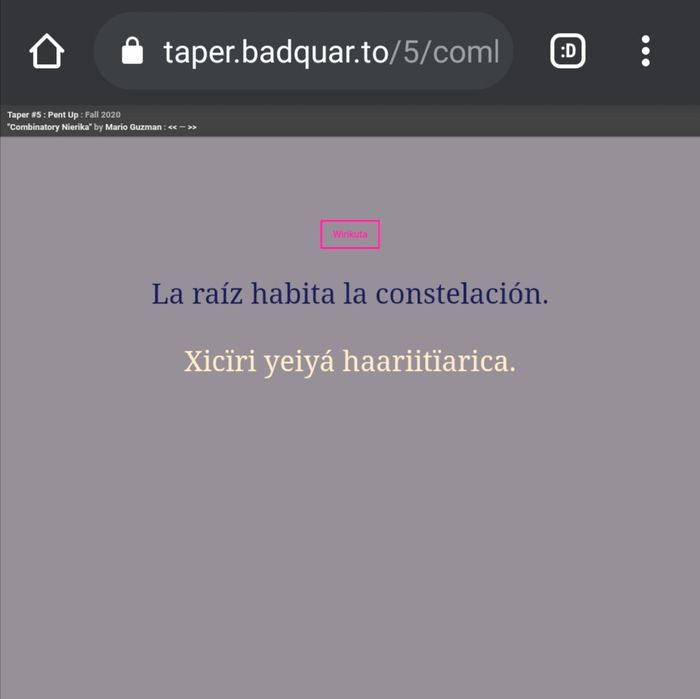 taper.badquar.to/5/coml
:D
Taper #5 : Pent Up : Fall 2020
"Combinatory Nierika" by Mario Guzman : << — >>
Wirikuta
La raíz habita la constelación.
Xicïri yeiyá haariitïarica.